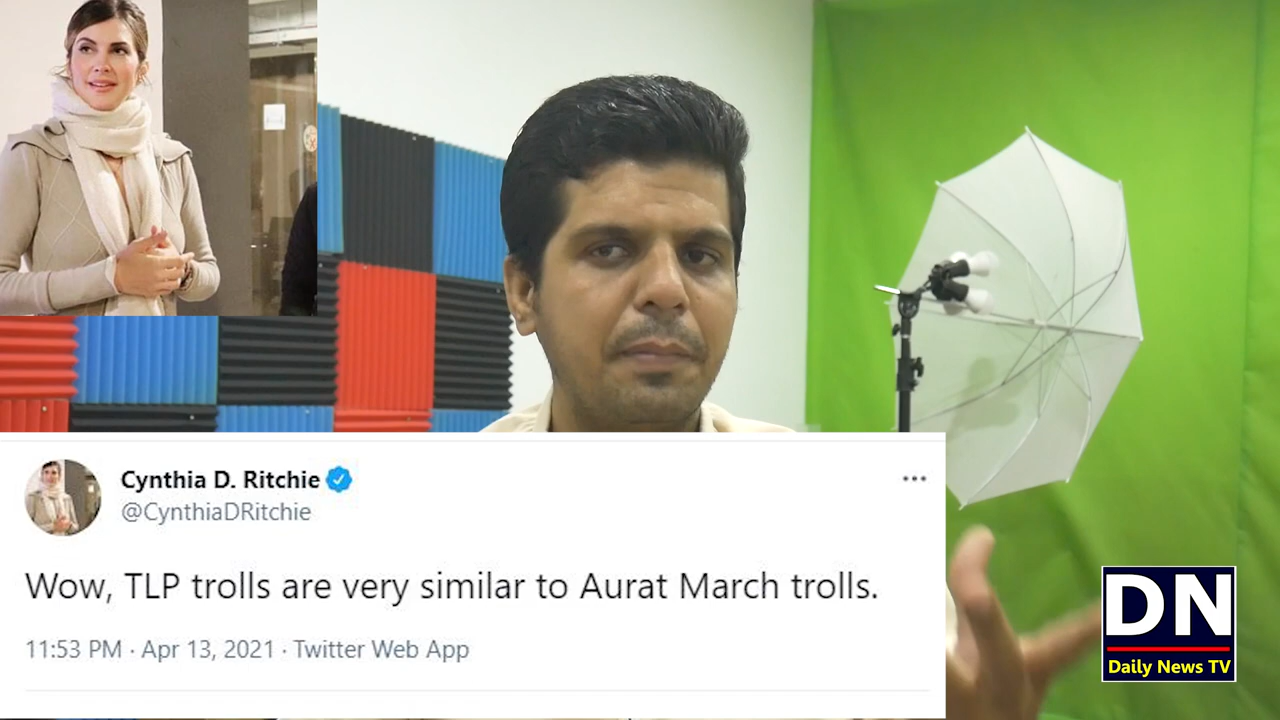 Cynthia D. Ritchie
@CynthiaDRitchie
Wow, TLP trolls are very similar to Aurat March trolls.
11:53 PM · Apr 13, 2021 · Twitter Web App
DN
Daily News TV